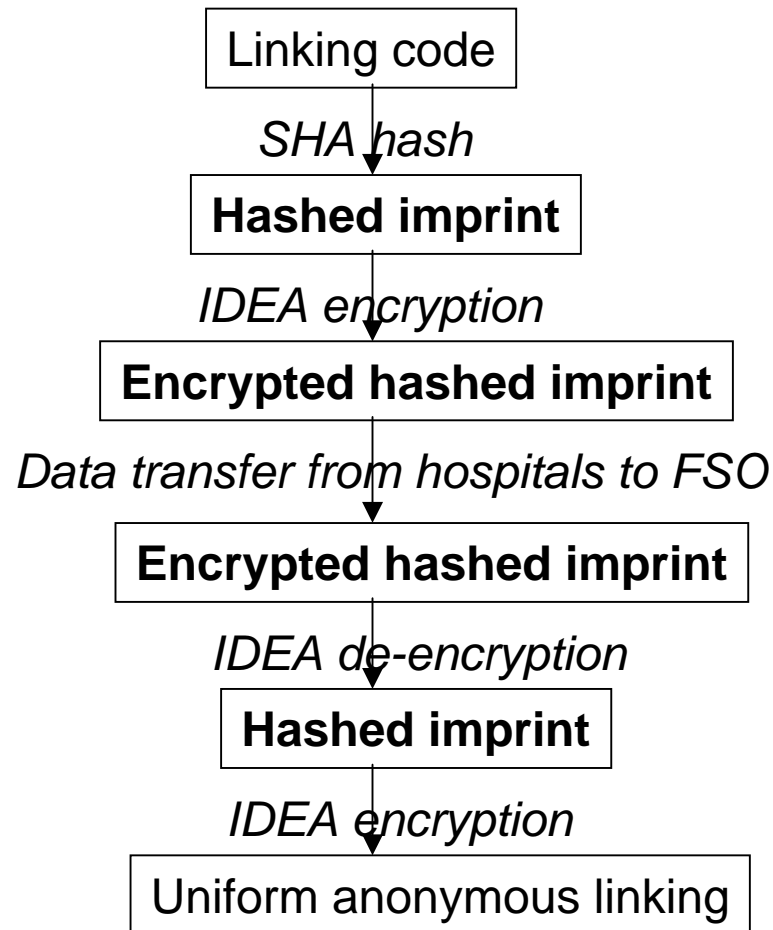 Linking code
SHA hash
Hashed imprint
IDEA encryption
Encrypted hashed imprint
Data transfer from hospitals to FSO
Encrypted hashed imprint
IDEA de-encryption
Hashed imprint
IDEA encryption
Uniform anonymous linking